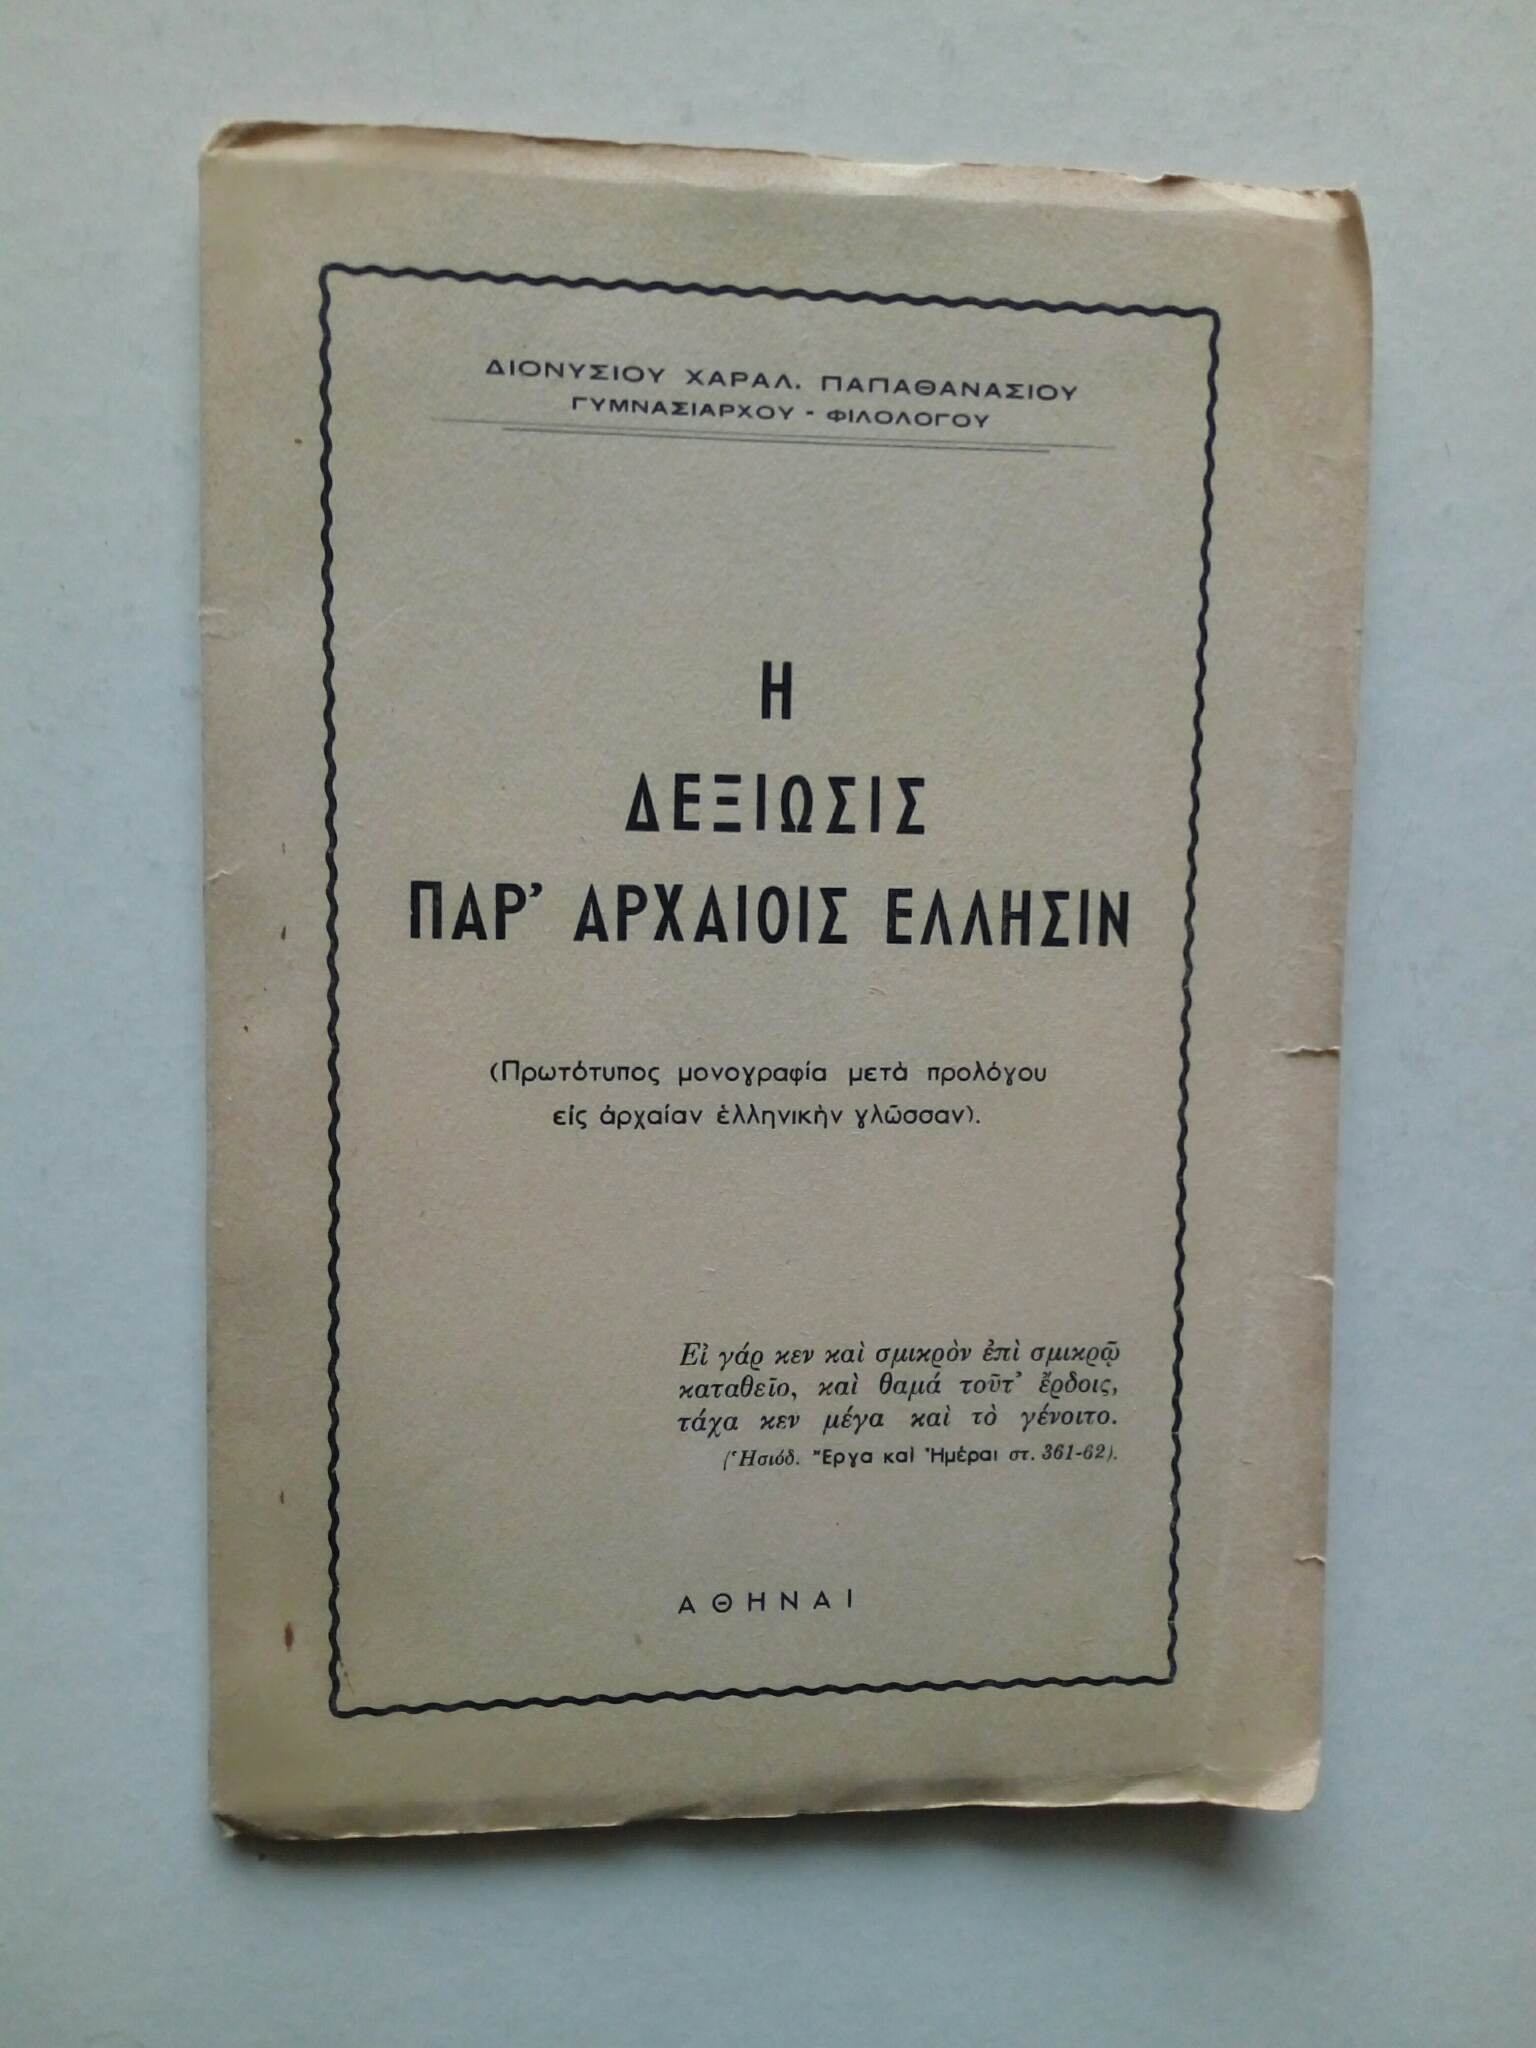 ΔΙΟΝΥΣΙΟΥ ΧΑΡΑΛ. ΠΑΠΑΘΑΝΑΣΙΟΥ
ΓΥΜΝΑΣΙΑΡΧΟΥ - ΦΙΛΟΛΟΓΟΥ
Η
ΔΕΞΙΩΣΙΣ
ΠΑΡ' ΑΡΧΑΙΟΙΣ ΕΛΛΗΣΙΝ
(Πρωτότυπος μονογραφία μετὰ προλόγου
εἰς ἀρχαίαν ἑλληνικὴν γλῶσσαν).
Εἰ γάρ κεν καὶ σμικρὸν ἐπὶ σμικρῷ
καταθεῖο, καὶ θαμά τοῦτ' ἔρδοις,
τάχα κεν μέγα καὶ τὸ γένοιτο.
(Ἡσιόδ. Ἔργα καὶ Ἡμέραι στ. 361-62).
ΑΘΗΝΑΙ